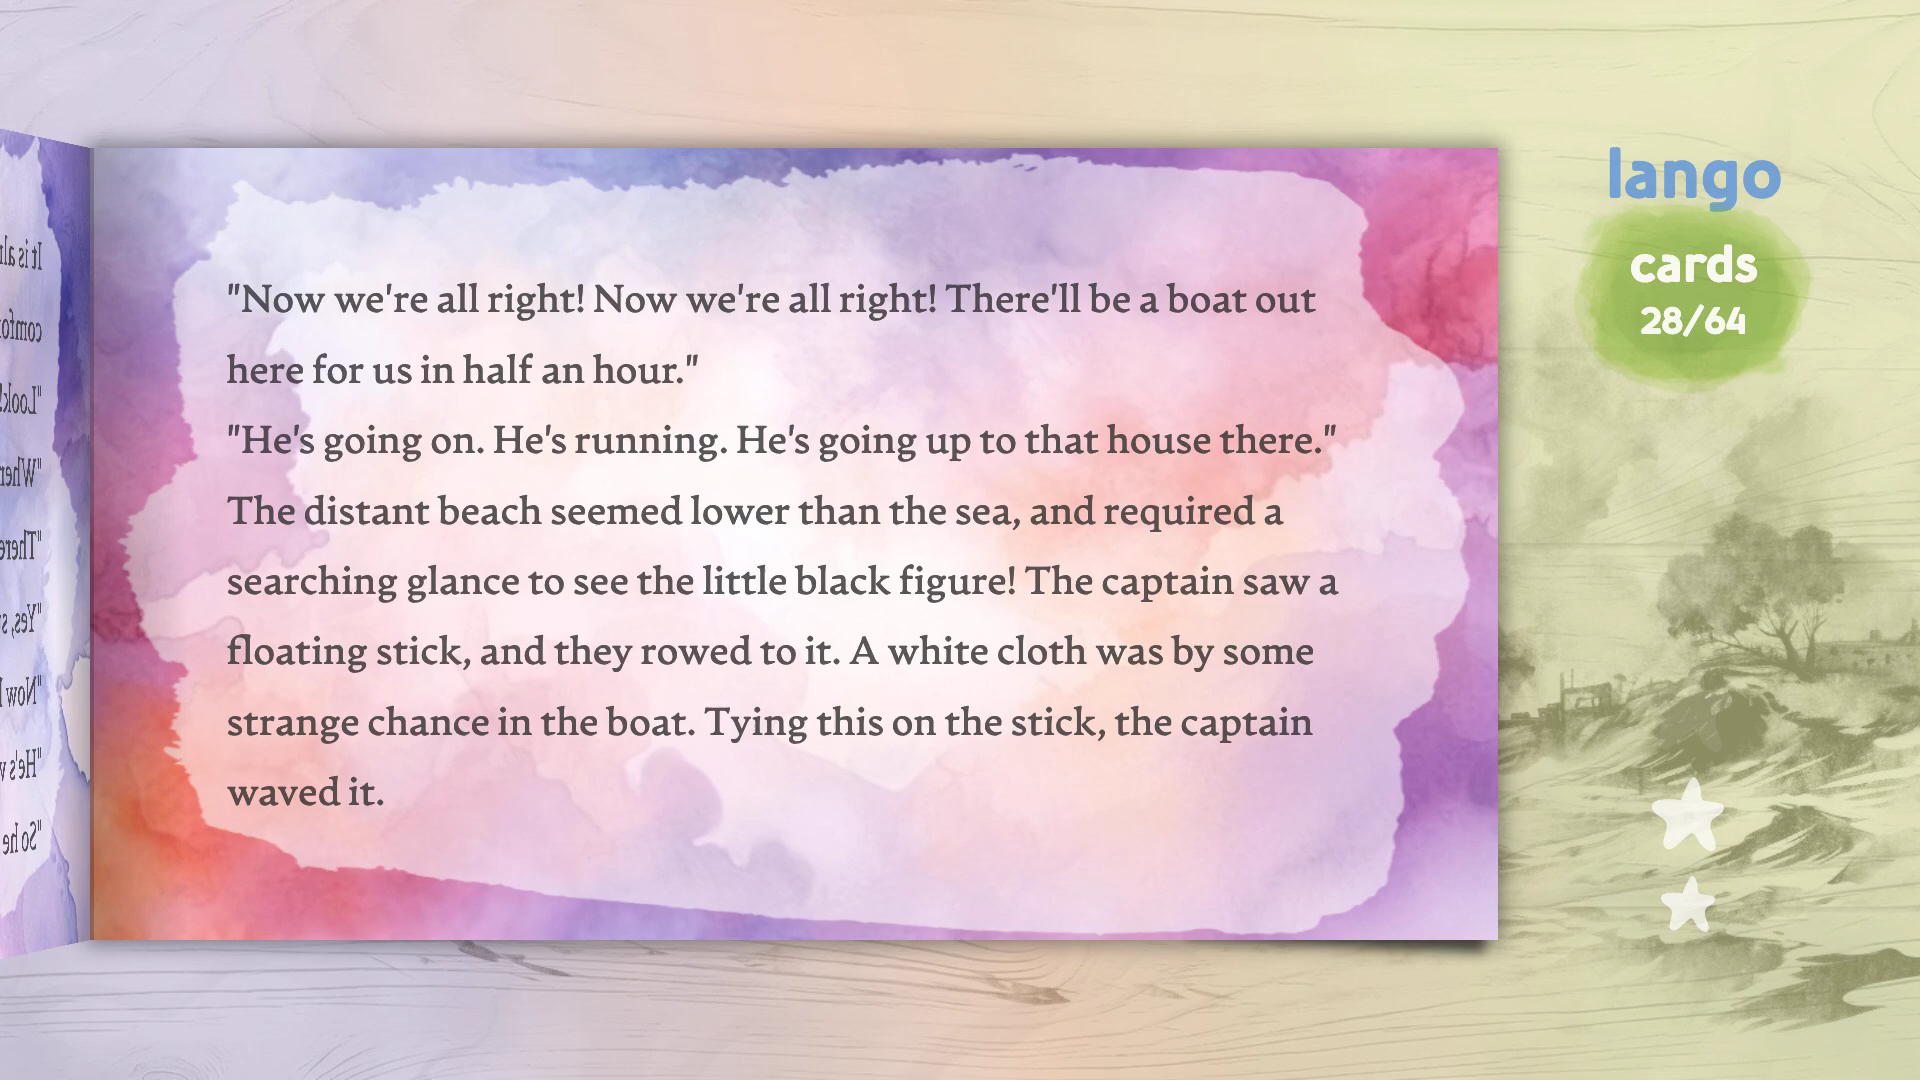 "Now we're all right! Now we're all right! There'll be a boat out
here for us in half an hour."
"He's going on. He's running. He's going up to that house there."
The distant beach seemed lower than the sea, and required a
searching glance to see the little black figure! The captain saw a
floating stick, and they rowed to it. A white cloth was by some
strange chance in the boat. Tying this on the stick, the captain
waved it.
lango
cards
28/64